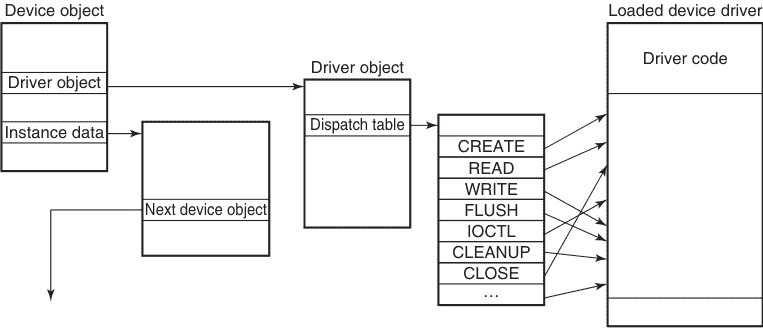 Device object
Loaded device driver
Driver object
Driver code
Driver object
Dispatch table
Instance data
CREATE
READ
WRITE
Next device object
FLUSH
IOCTL
CLEANUP
CLOSE
...